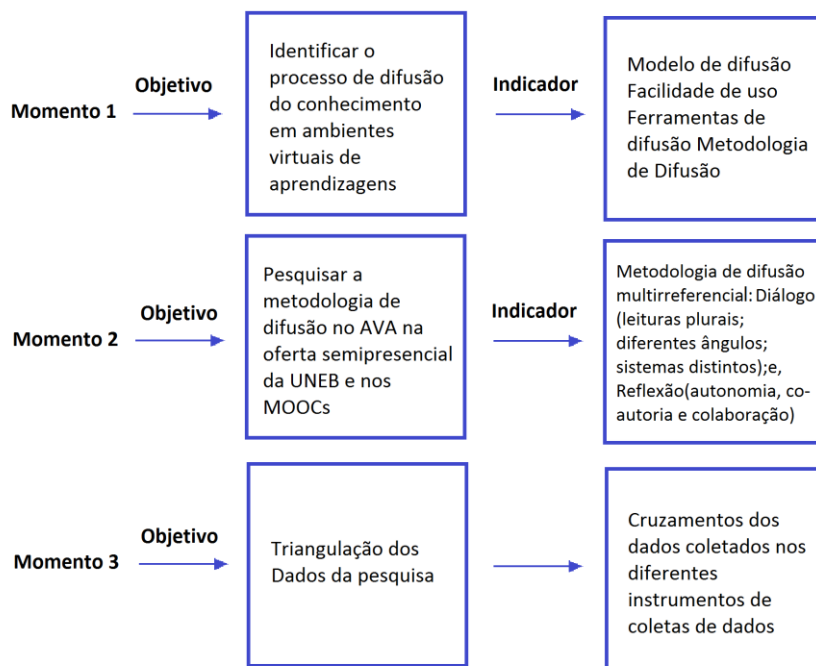 Momento 1
Objetivo
Identificar o
processo de difusão
do conhecimento
em ambientes
virtuais de
aprendizagens
Indicador
Modelo de difusão
Facilidade de uso
Ferramentas de
difusão Metodologia
de Difusão
Momento 2
Objetivo
Pesquisar a
metodologia de
difusão no AVA na
oferta semipresencial
da UNEB e nos
MOOCs
Indicador
Metodologia de difusão
multirreferencial: Diálogo
(leituras plurais;
diferentes ângulos;
sistemas distintos);e,
Reflexão(autonomia, co-
autoria e colaboração)
Momento 3
Objetivo
Triangulação dos
Dados da pesquisa
Cruzamentos dos
dados coletados nos
diferentes
instrumentos de
coletas de dados